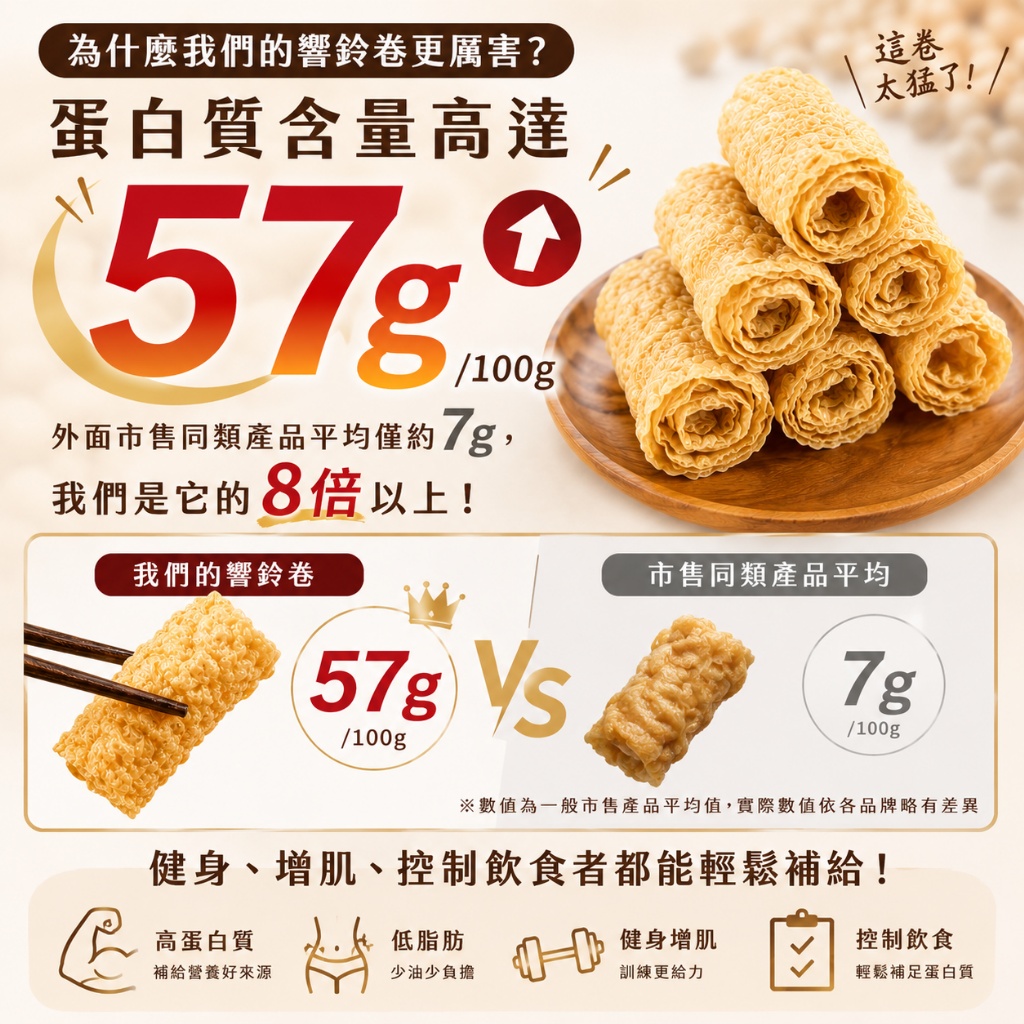 為什麼我們的響鈴卷更厲害？
這卷
太猛了！
蛋白質含量高達
57g
/100g
外面市售同類產品平均僅約7g，
我們是它的8倍以上！
我們的響鈴卷
57g
/100g
VS
市售同類產品平均
7g
/100g
※數值為一般市售產品平均值，實際數值依各品牌略有差異
健身、增肌、控制飲食者都能輕鬆補給！
高蛋白質
補給營養好來源
低脂肪
少油少負擔
健身增肌
訓練更給力
控制飲食
輕鬆補足蛋白質